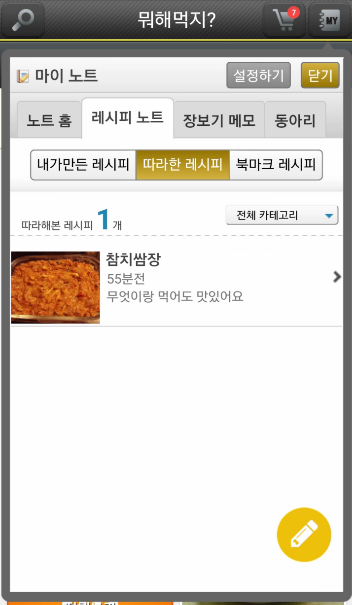 뭐해먹지?
7
MY
마이 노트
설정하기
닫기
노트 홈
레시피 노트
장보기 메모
동아리
내가만든 레시피
따라한 레시피
북마크 레시피
따라해본 레시피 1 개
전체 카테고리
참치쌈장
55분전
무엇이랑 먹어도 맛있어요